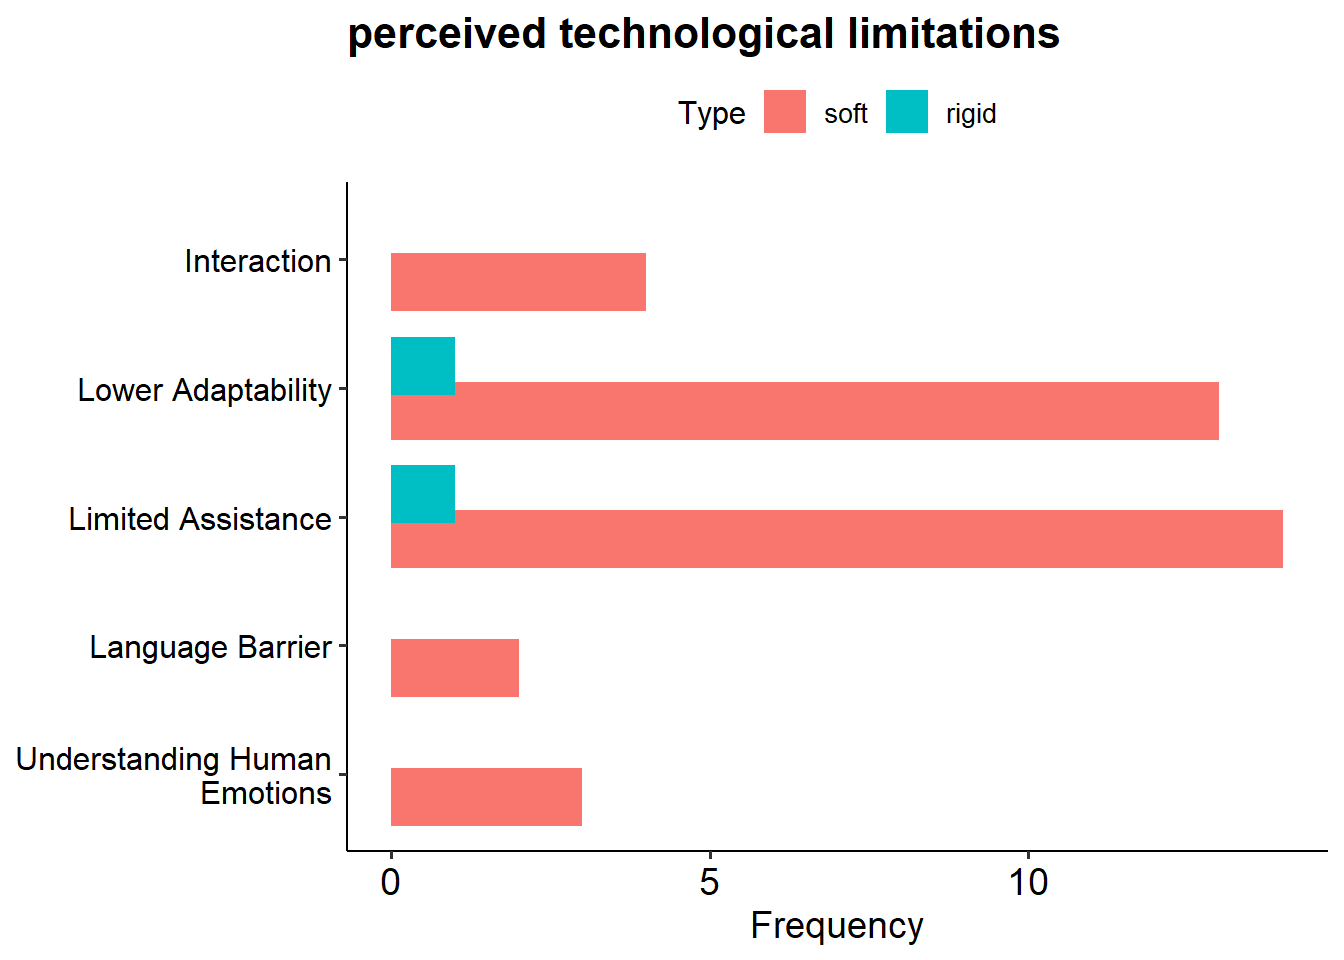 perceived technological limitations
Type soft rigid
Interaction
Lower Adaptability
Limited Assistance
Language Barrier
Understanding Human
Emotions
0 5 10
Frequency